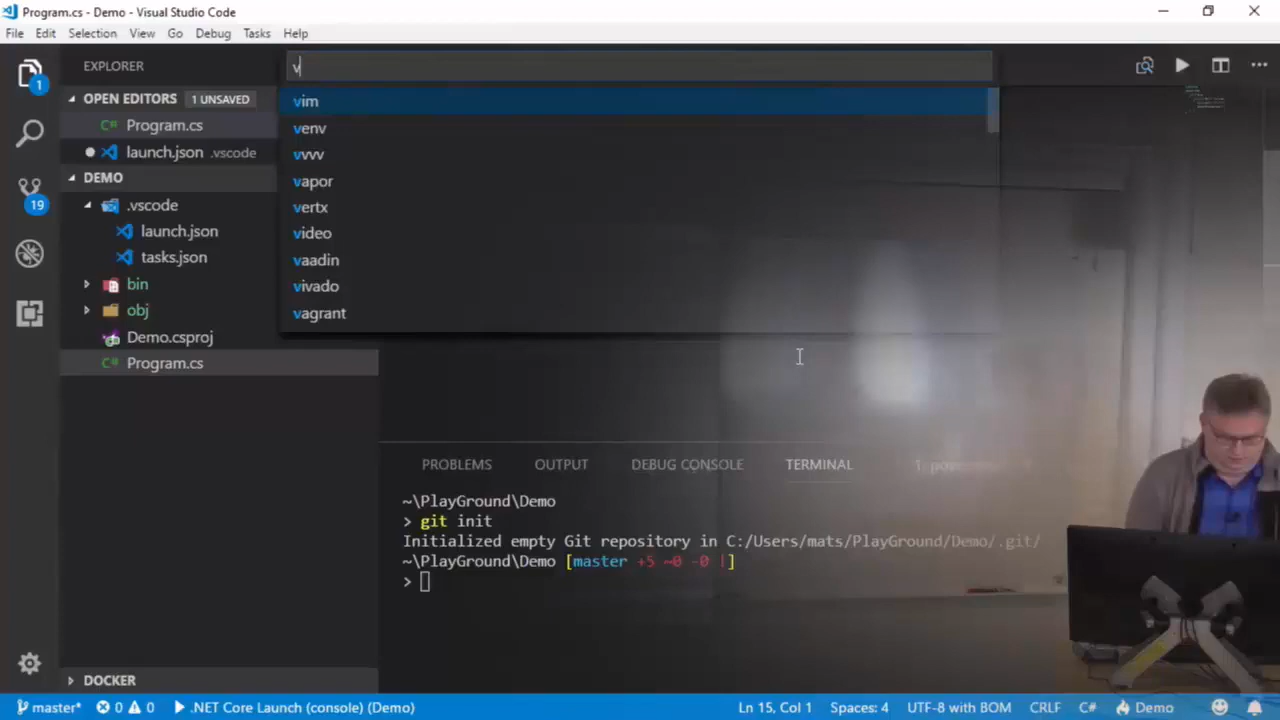 Program.cs - Demo - Visual Studio Code
File Edit Selection View Go Debug Tasks Help
EXPLORER
v
1
OPEN EDITORS 1 UNSAVED
C# Program.cs
launch.json .vscode
DEMO
19
.vscode
launch.json
tasks.json
bin
obj
Demo.csproj
C# Program.cs
vim
venv
vvvv
vapor
vertx
video
vaadin
vivado
vagrant
PROBLEMS OUTPUT DEBUG CONSOLE TERMINAL
~\PlayGround\Demo
> git init
Initialized empty Git repository in C:/Users/mats/PlayGround/Demo/.git/
~\PlayGround\Demo [master +5 ~0 -0 |]
>
DOCKER
master* 0 0 .NET Core Launch (console) (Demo) Ln 15, Col 1 Spaces: 4 UTF-8 with BOM CRLF C# Demo